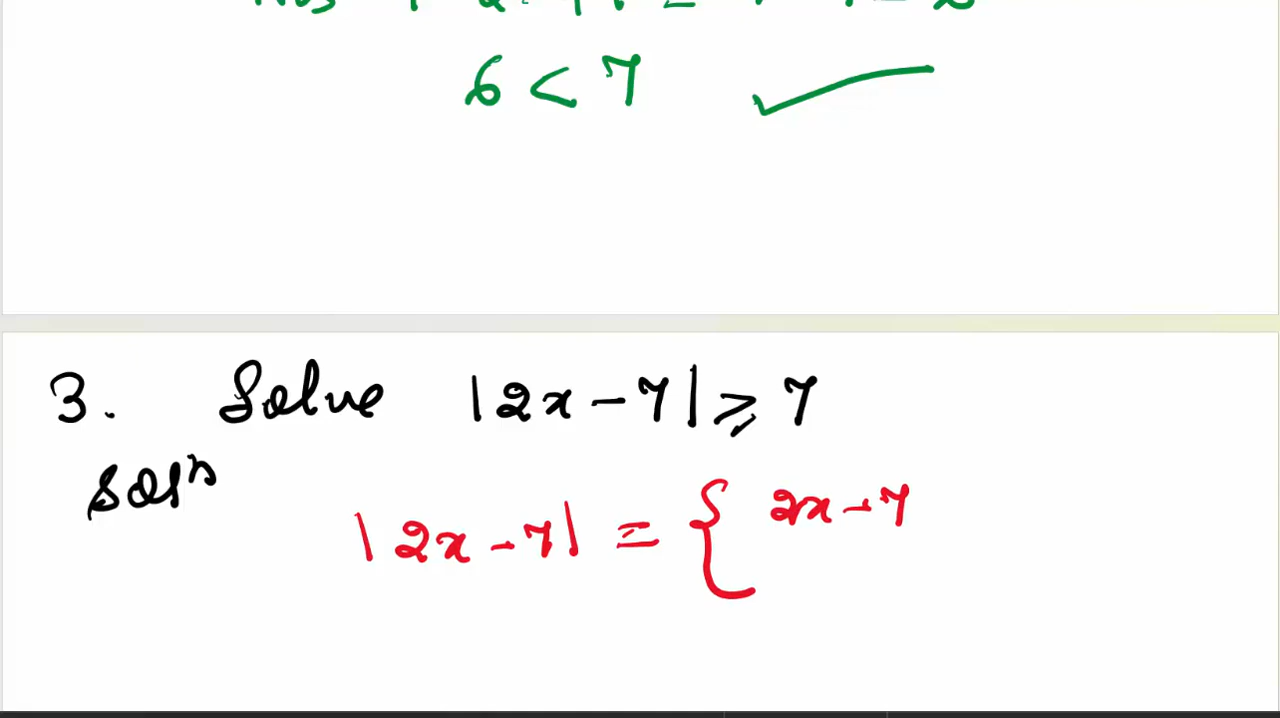 6 < 7
3. Solve |2x - 7| ⩾ 7
Solⁿ
|2x - 7| = { 2x - 7